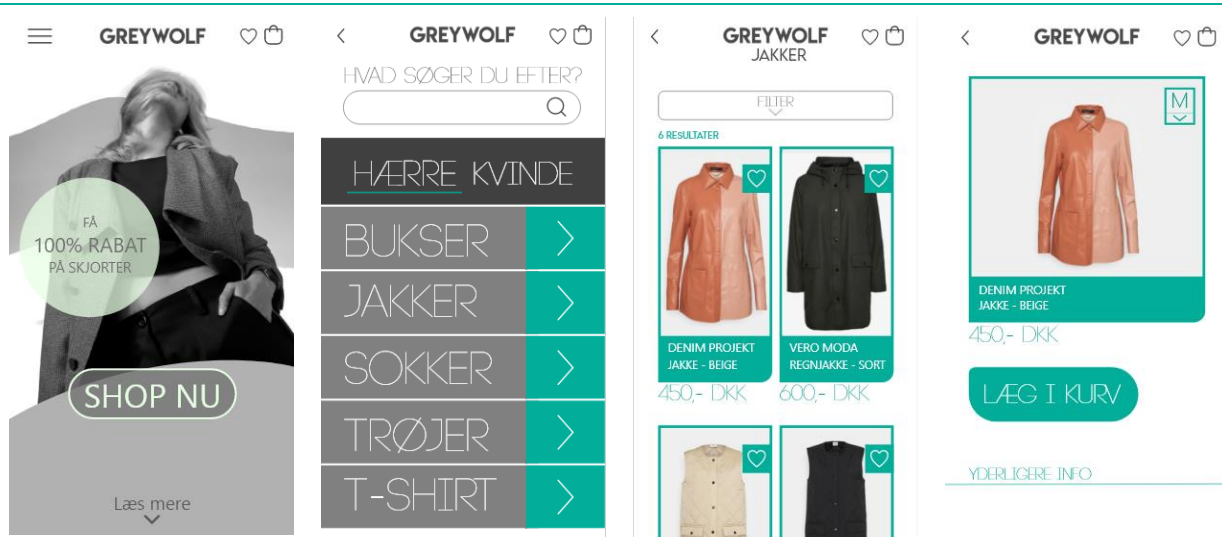 GREYWOLF
FÅ
100% RABAT
PÅ SKJORTER
SHOP NU
Læs mere
GREYWOLF
HVAD SØGER DU EFTER?
HÆRRE KVINDE
BUKSER
JAKKER
SOKKER
TRØJER
T-SHIRT
GREYWOLF
JAKKER
FILTER
6 RESULTATER
DENIM PROJEKT
JAKKE - BEIGE
450,- DKK
VERO MODA
REGNJAKKE - SORT
600,- DKK
GREYWOLF
M
DENIM PROJEKT
JAKKE - BEIGE
450,- DKK
LÆG I KURV
YDERLIGERE INFO